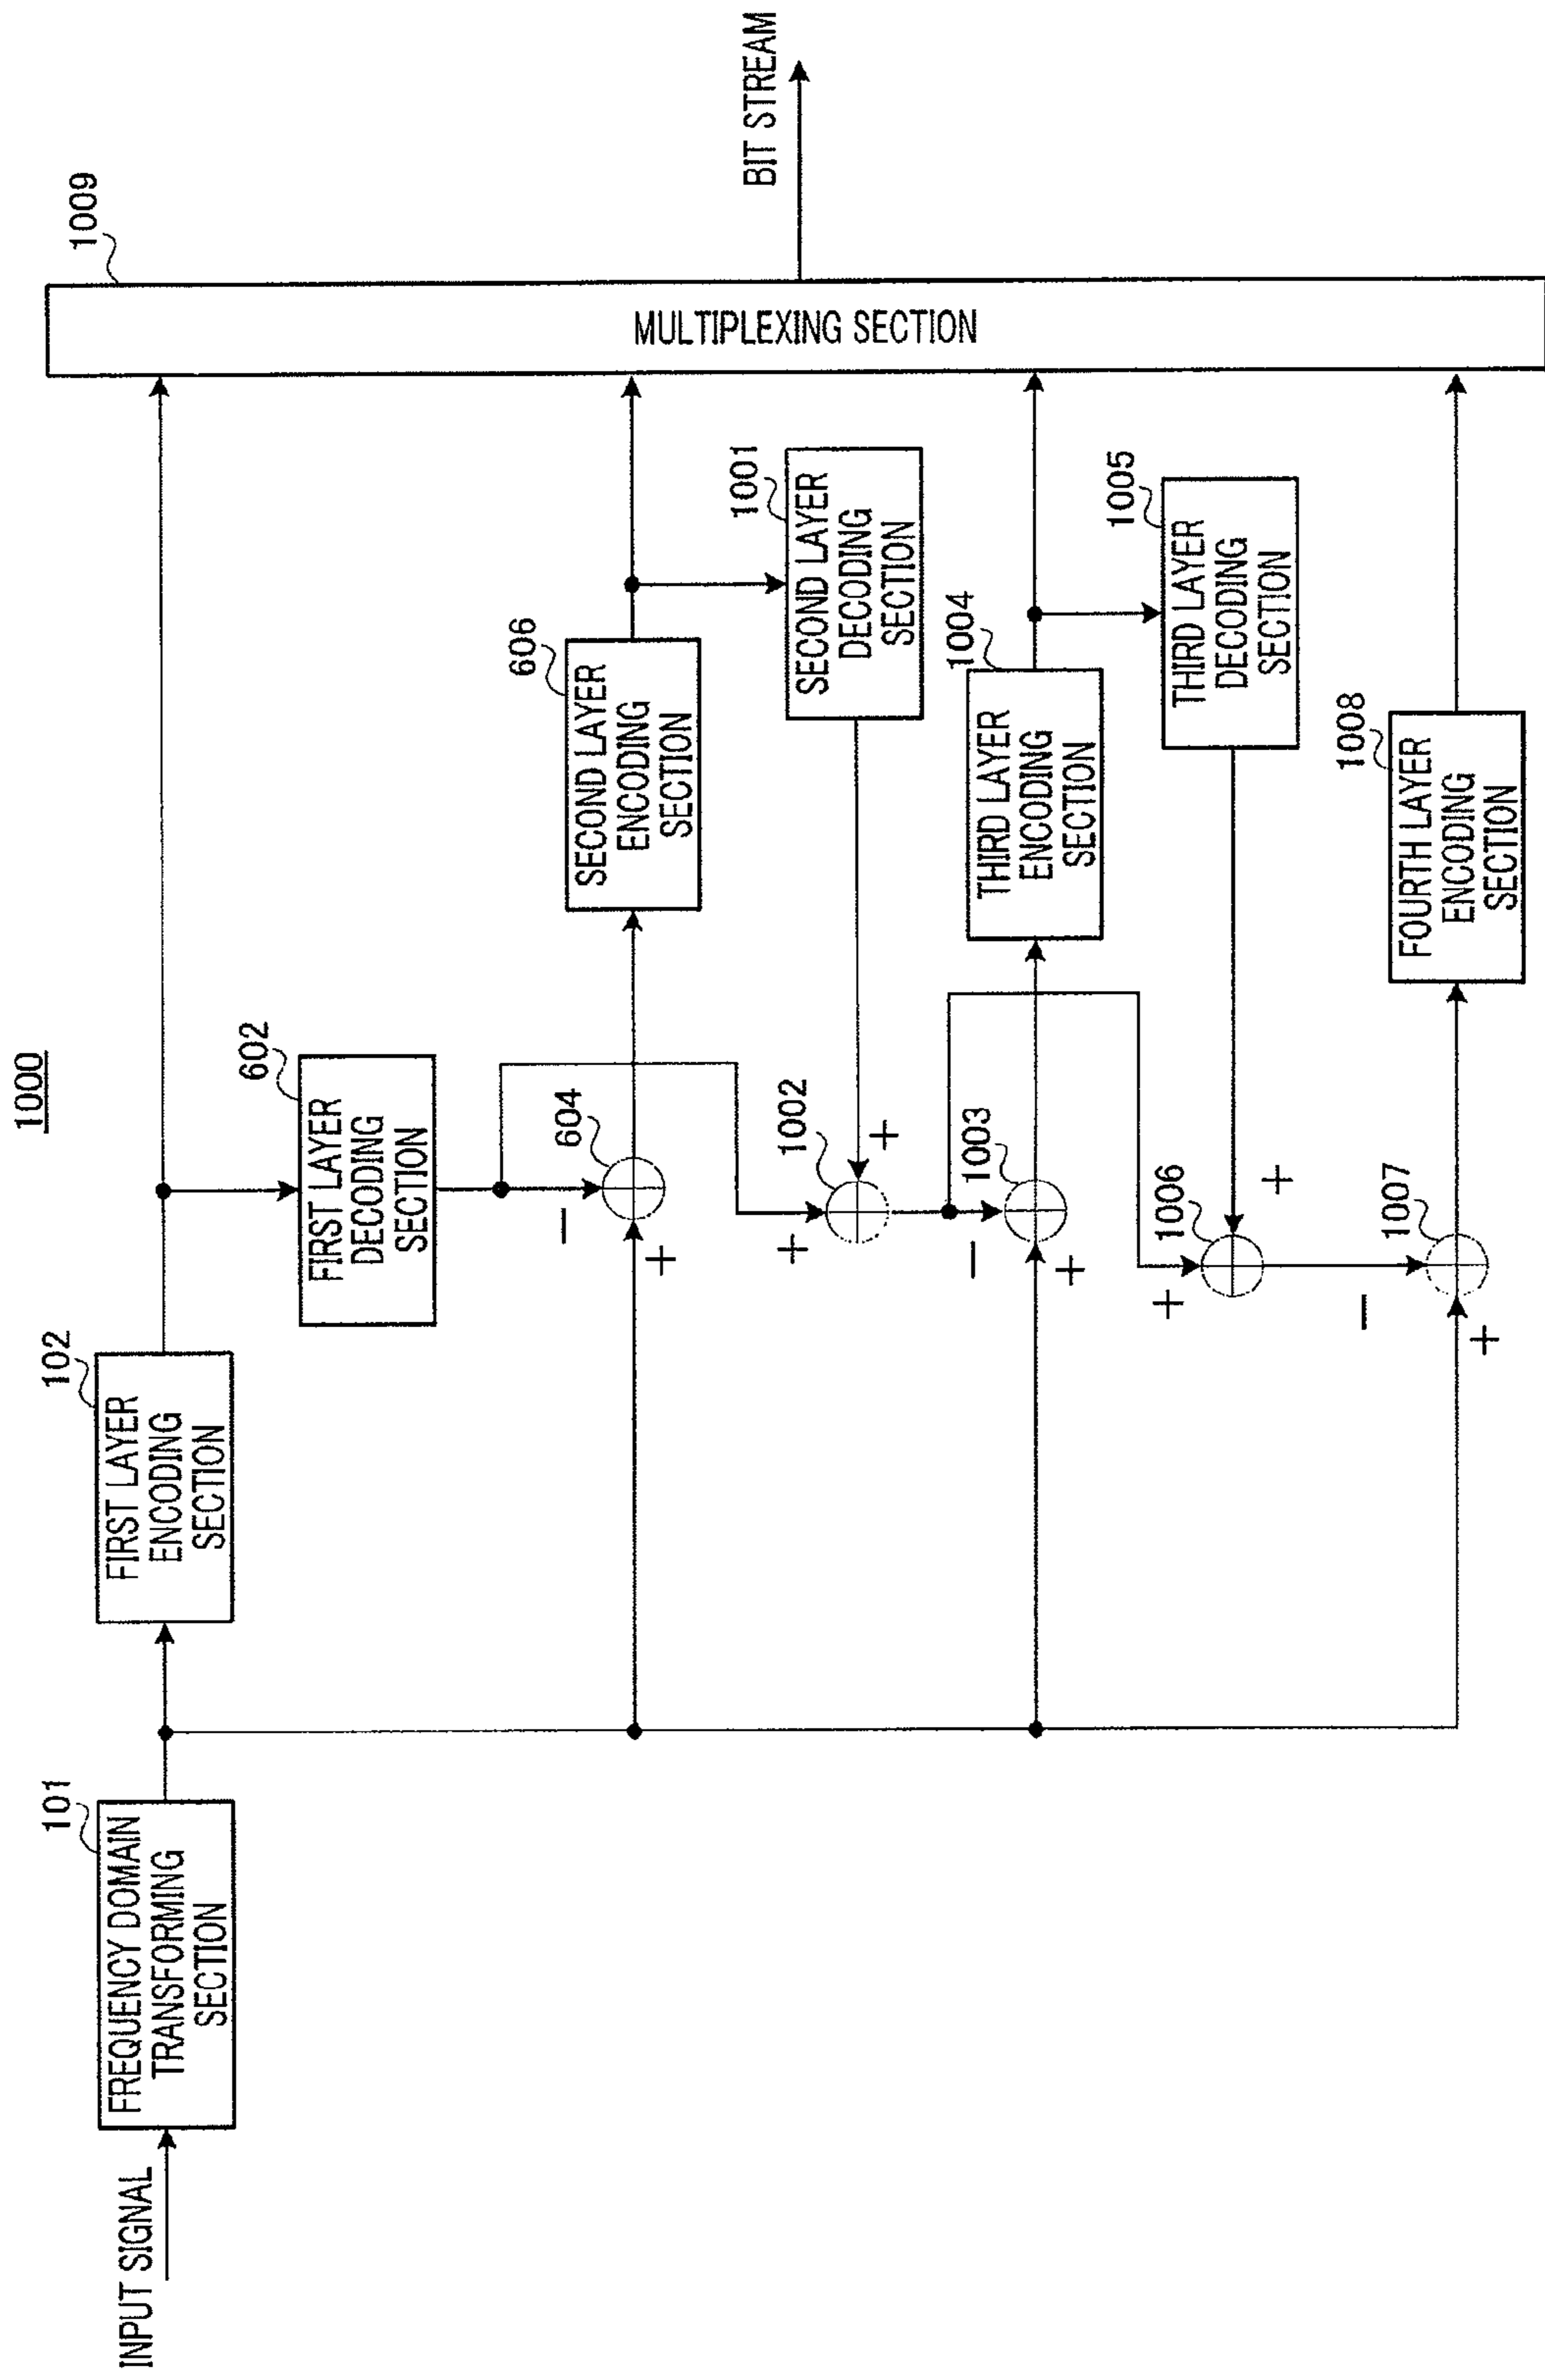 1000
INPUT SIGNAL
101
FREQUENCY DOMAIN
TRANSFORMING
SECTION
102
FIRST LAYER
ENCODING
SECTION
602
FIRST LAYER
DECODING
SECTION
604
−
+
606
SECOND LAYER
ENCODING
SECTION
1001
SECOND LAYER
DECODING
SECTION
1002
+
+
1003
−
+
1004
THIRD LAYER
ENCODING
SECTION
1005
THIRD LAYER
DECODING
SECTION
1006
+
+
1007
−
+
1008
FOURTH LAYER
ENCODING
SECTION
1009
MULTIPLEXING SECTION
BIT STREAM